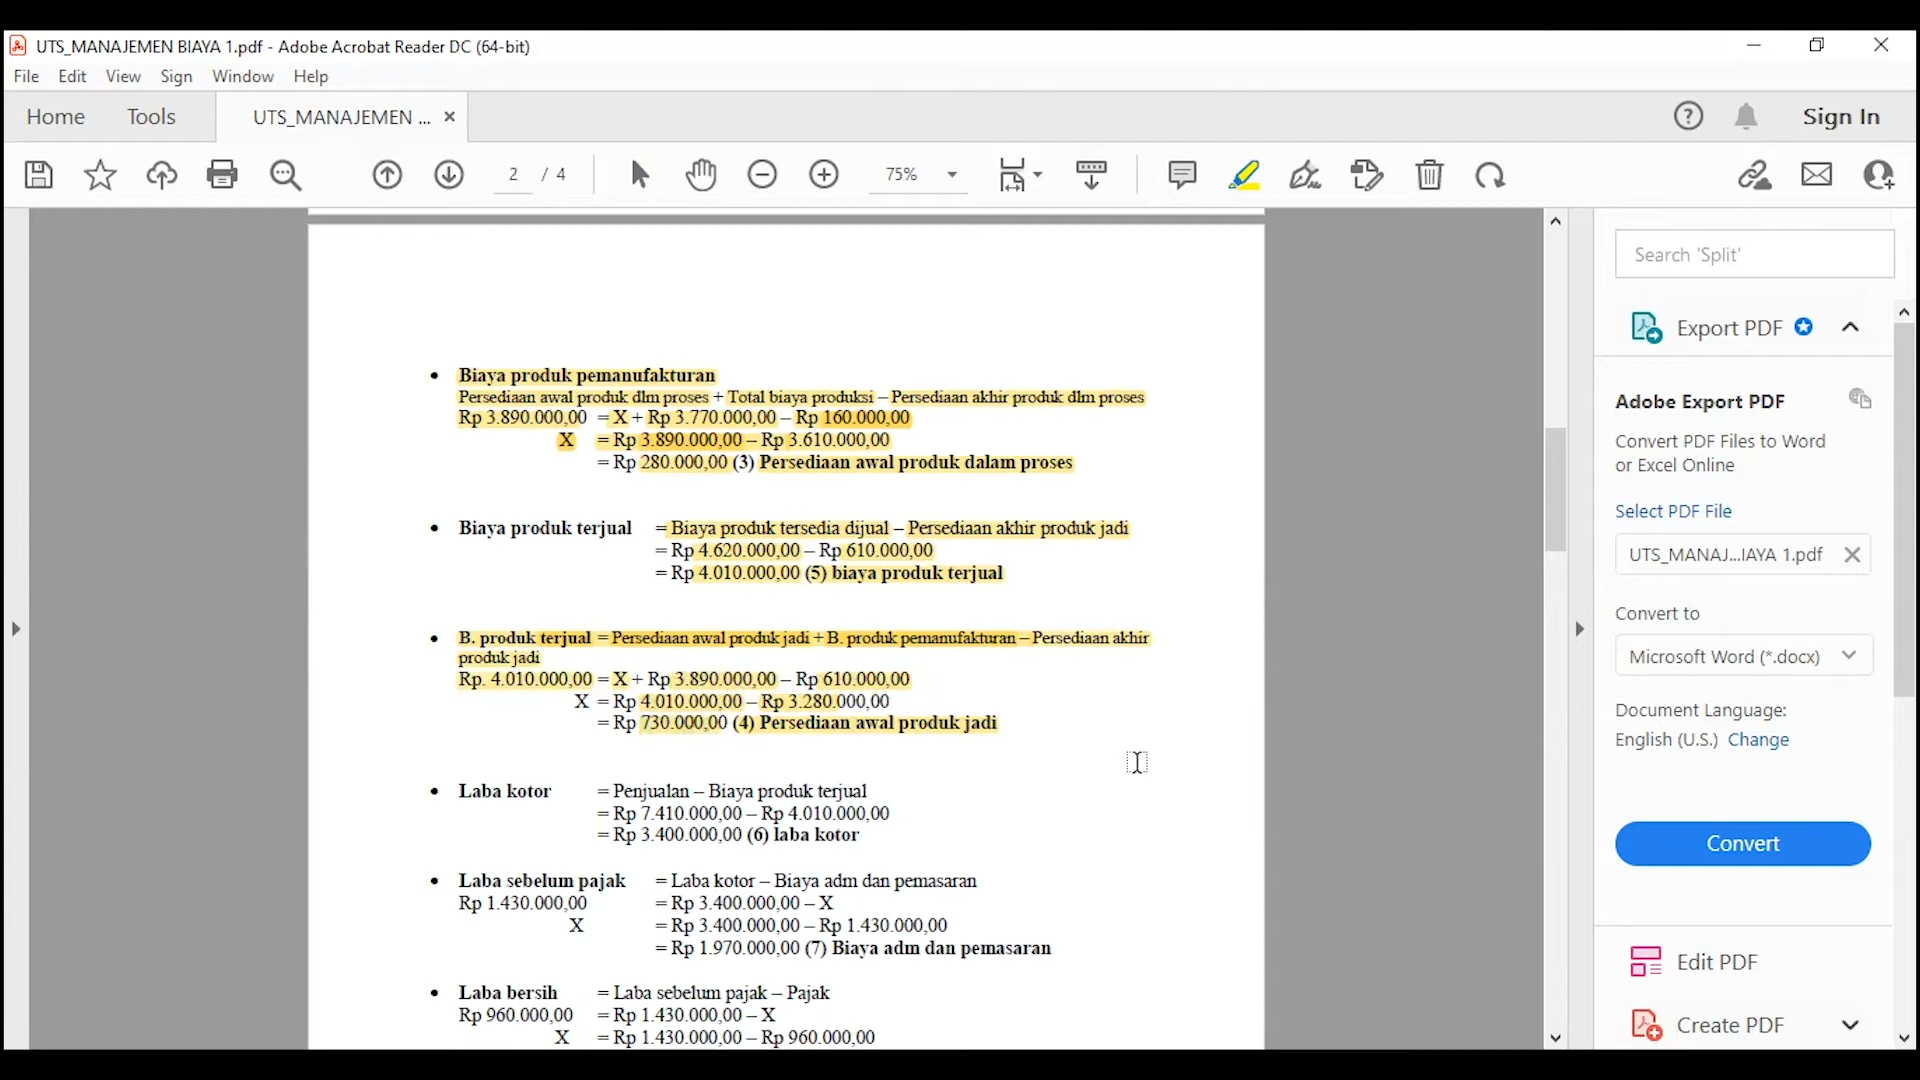 UTS_MANAJEMEN BIAYA 1.pdf - Adobe Acrobat Reader DC (64-bit)
File Edit View Sign Window Help
Home Tools UTS_MANAJEMEN ... × Sign In
2 / 4 75%
Search 'Split'
Export PDF
Adobe Export PDF
Convert PDF Files to Word
or Excel Online
Select PDF File
UTS_MANAJ...IAYA 1.pdf
Convert to
Microsoft Word (*.docx)
Document Language:
English (U.S.) Change
Convert
Edit PDF
Create PDF
• Biaya produk pemanufakturan
Persediaan awal produk dlm proses + Total biaya produksi – Persediaan akhir produk dlm proses
Rp 3.890.000,00 = X + Rp 3.770.000,00 – Rp 160.000,00
X = Rp 3.890.000,00 – Rp 3.610.000,00
= Rp 280.000,00 (3) Persediaan awal produk dalam proses
• Biaya produk terjual = Biaya produk tersedia dijual – Persediaan akhir produk jadi
= Rp 4.620.000,00 – Rp 610.000,00
= Rp 4.010.000,00 (5) biaya produk terjual
• B. produk terjual = Persediaan awal produk jadi + B. produk pemanufakturan – Persediaan akhir
produk jadi
Rp. 4.010.000,00 = X + Rp 3.890.000,00 – Rp 610.000,00
X = Rp 4.010.000,00 – Rp 3.280.000,00
= Rp 730.000,00 (4) Persediaan awal produk jadi
• Laba kotor = Penjualan – Biaya produk terjual
= Rp 7.410.000,00 – Rp 4.010.000,00
= Rp 3.400.000,00 (6) laba kotor
• Laba sebelum pajak = Laba kotor – Biaya adm dan pemasaran
Rp 1.430.000,00 = Rp 3.400.000,00 – X
X = Rp 3.400.000,00 – Rp 1.430.000,00
= Rp 1.970.000,00 (7) Biaya adm dan pemasaran
• Laba bersih = Laba sebelum pajak – Pajak
Rp 960.000,00 = Rp 1.430.000,00 – X
X = Rp 1.430.000,00 – Rp 960.000,00